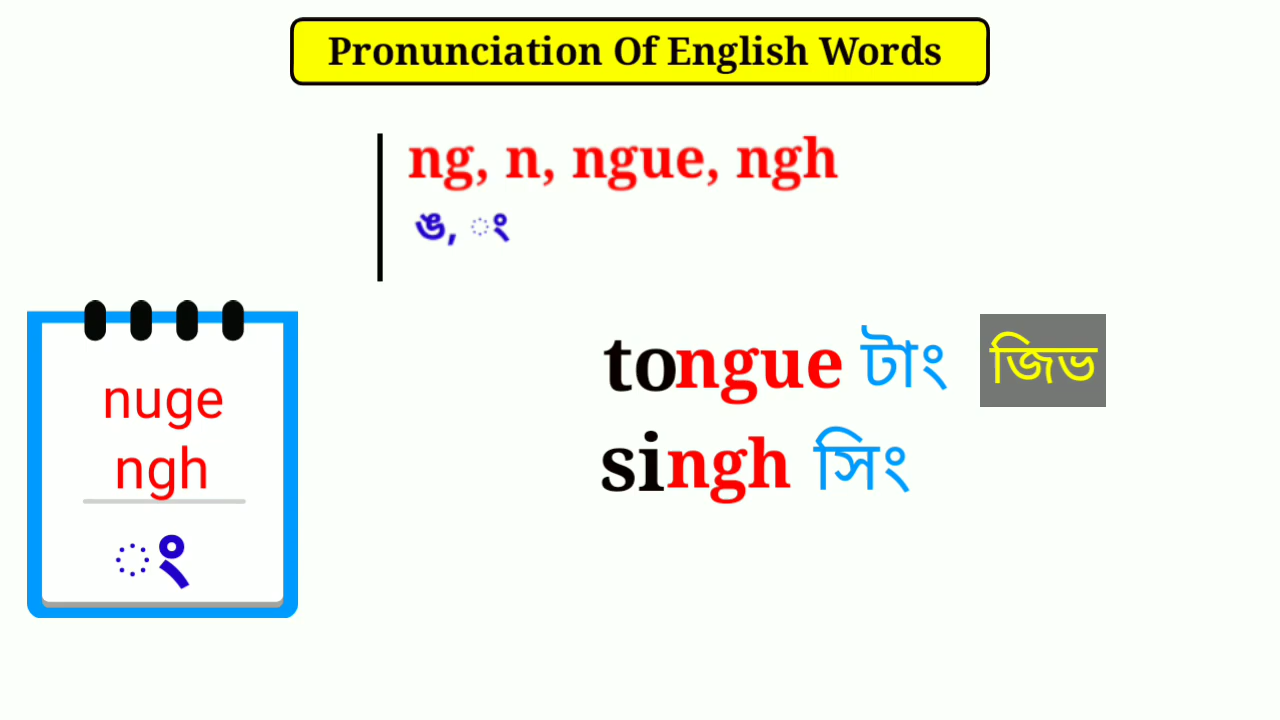 Pronunciation Of English Words
ng, n, ngue, ngh
ঙ, ং
nuge
ngh
ং
tongue টাং জিভ
singh সিং